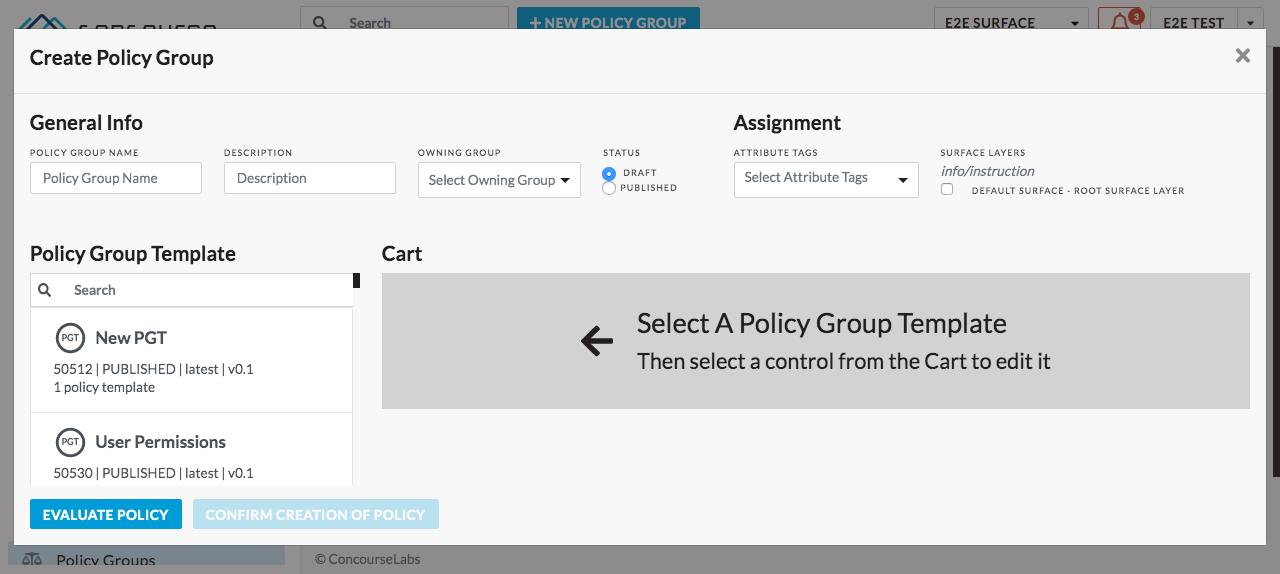 Search
+ NEW POLICY GROUP
E2E SURFACE
3
E2E TEST
Create Policy Group
General Info
Assignment
POLICY GROUP NAME
DESCRIPTION
OWNING GROUP
STATUS
ATTRIBUTE TAGS
SURFACE LAYERS
Policy Group Name
Description
Select Owning Group
DRAFT
PUBLISHED
Select Attribute Tags
info/instruction
DEFAULT SURFACE - ROOT SURFACE LAYER
Policy Group Template
Cart
Search
PGT New PGT
50512 | PUBLISHED | latest | v0.1
1 policy template
PGT User Permissions
50530 | PUBLISHED | latest | v0.1
Select A Policy Group Template
Then select a control from the Cart to edit it
EVALUATE POLICY
CONFIRM CREATION OF POLICY
Policy Groups
© ConcourseLabs